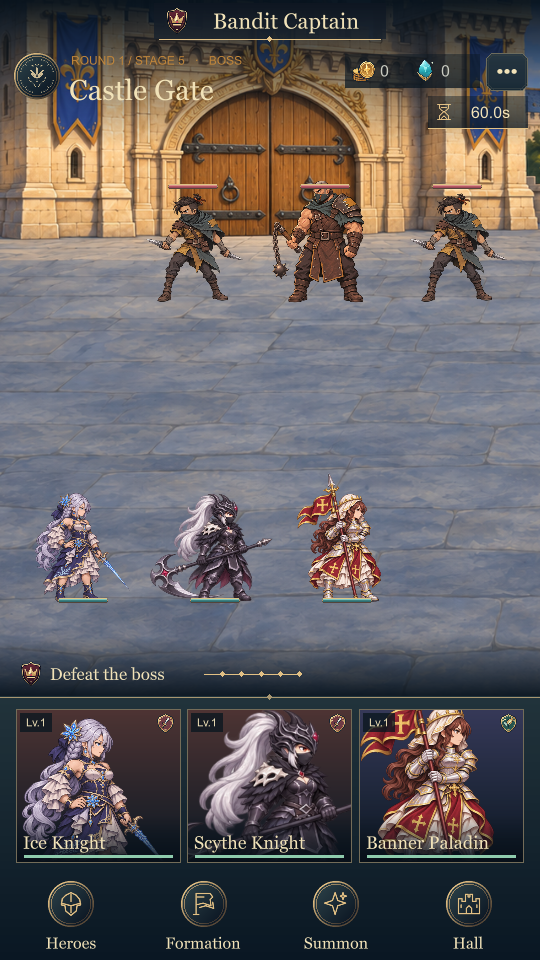 Bandit Captain
ROUND 1 / STAGE 5 · BOSS
Castle Gate
0
0
60.0s
Defeat the boss
Lv.1
Lv.1
Lv.1
Ice Knight
Scythe Knight
Banner Paladin
Heroes
Formation
Summon
Hall